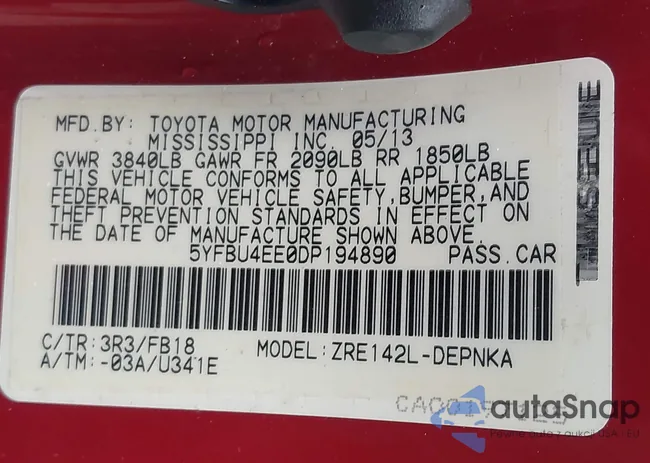 MFD.BY: TOYOTA MOTOR MANUFACTURING
MISSISSIPPI INC. 05/13
GVWR 3840LB GAWR FR 2090LB RR 1850LB
THIS VEHICLE CONFORMS TO ALL APPLICABLE
FEDERAL MOTOR VEHICLE SAFETY,BUMPER,AND
THEFT PREVENTION STANDARDS IN EFFECT ON
THE DATE OF MANUFACTURE SHOWN ABOVE.
5YFBU4EE0DP194890 PASS.CAR
C/TR:3R3/FB18 MODEL:ZRE142L-DEPNKA
A/TM:-03A/U341E
autaSnap